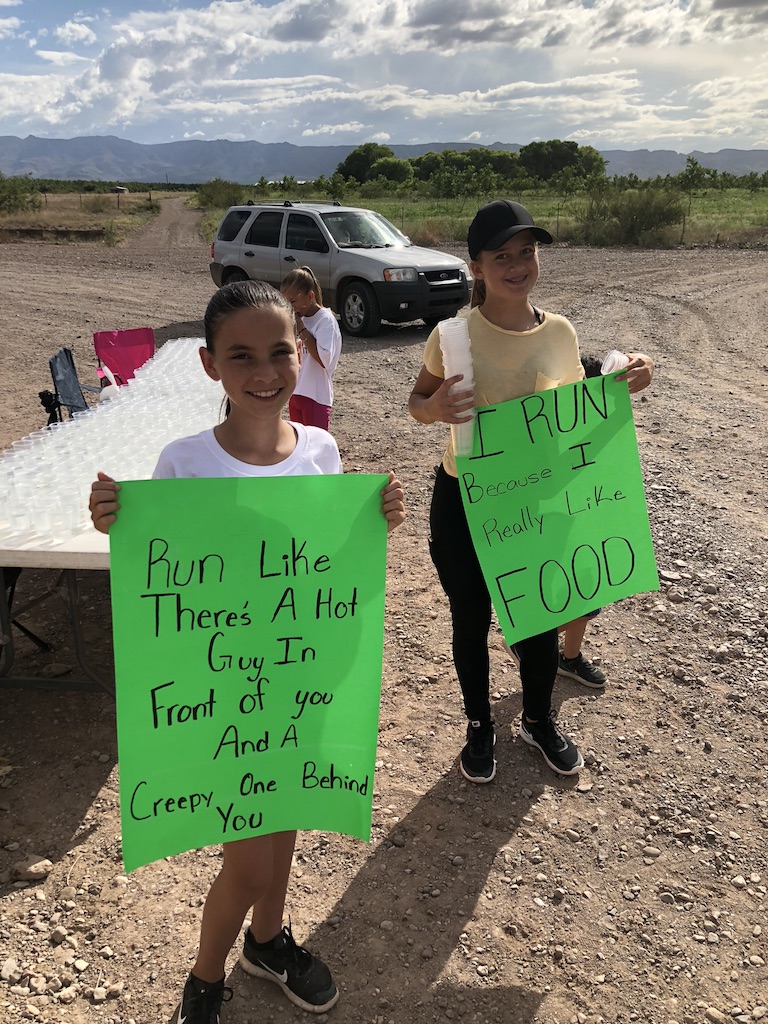 Run Like
There's A Hot
Guy In
Front of you
And A
Creepy One Behind
You
I RUN
Because I
Really Like
FOOD